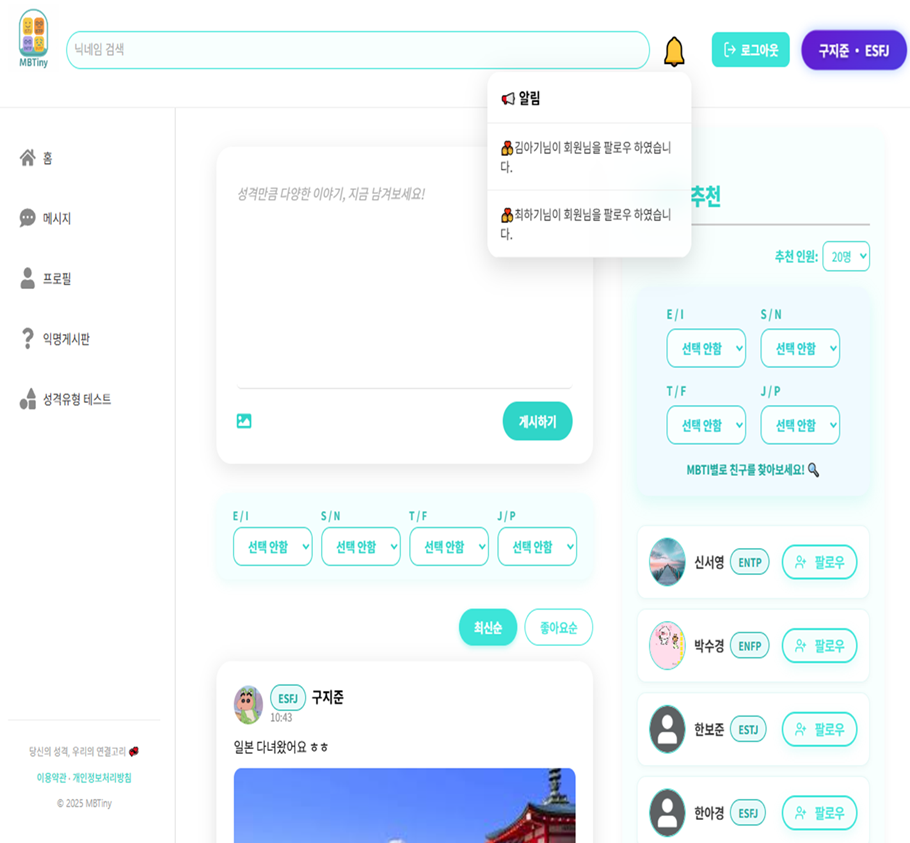 MBTiny
닉네임 검색
로그아웃
구지준 • ESFJ
알림
김아기님이 회원님을 팔로우 하였습니
다.
최하기님이 회원님을 팔로우 하였습니
다.
홈
메시지
프로필
익명게시판
성격유형 테스트
당신의 성격, 우리의 연결고리
이용약관 · 개인정보처리방침
© 2025 MBTiny
성격만큼 다양한 이야기, 지금 남겨보세요!
게시하기
E / I
S / N
T / F
J / P
선택 안함
선택 안함
선택 안함
선택 안함
최신순
좋아요순
ESFJ 구지준
10:43
일본 다녀왔어요 ㅎㅎ
추천
추천 인원: 20명
E / I
S / N
선택 안함
선택 안함
T / F
J / P
선택 안함
선택 안함
MBTI별로 친구를 찾아보세요!
신서영 ENTP 팔로우
박수경 ENFP 팔로우
한보준 ESTJ 팔로우
한아경 ESFJ 팔로우